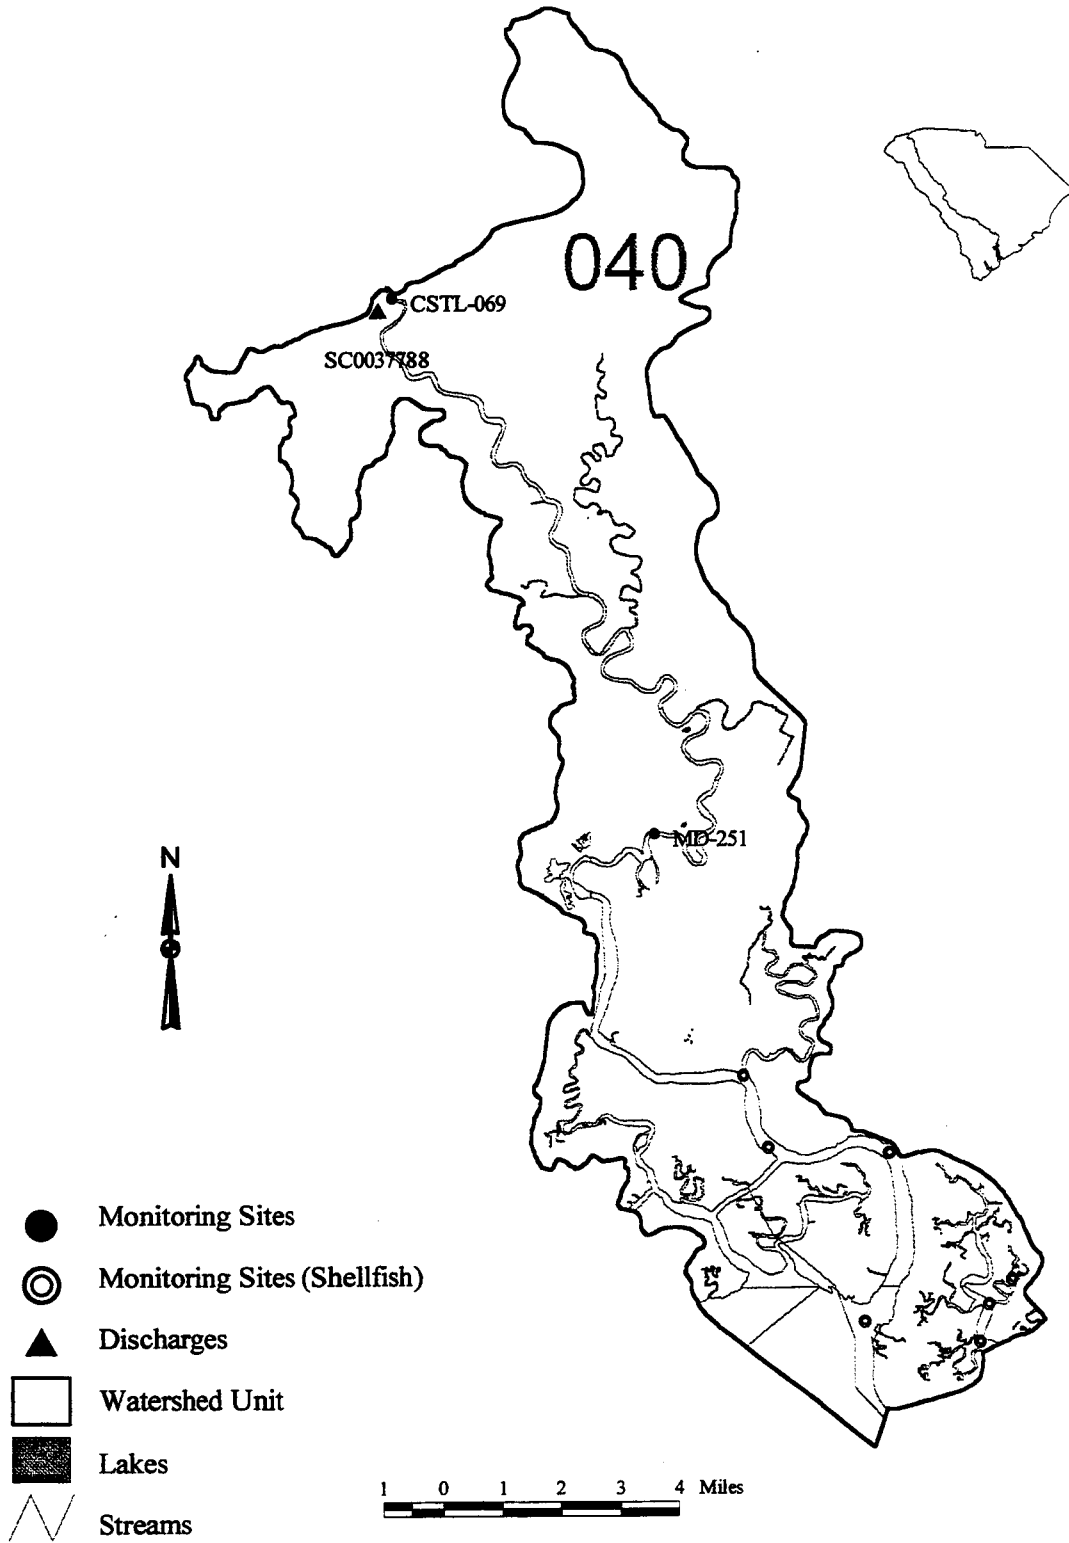 040
CSTL-069
SC0037788
MD-251
N
Monitoring Sites
Monitoring Sites (Shellfish)
Discharges
Watershed Unit
Lakes
Streams
1 0 1 2 3 4 Miles